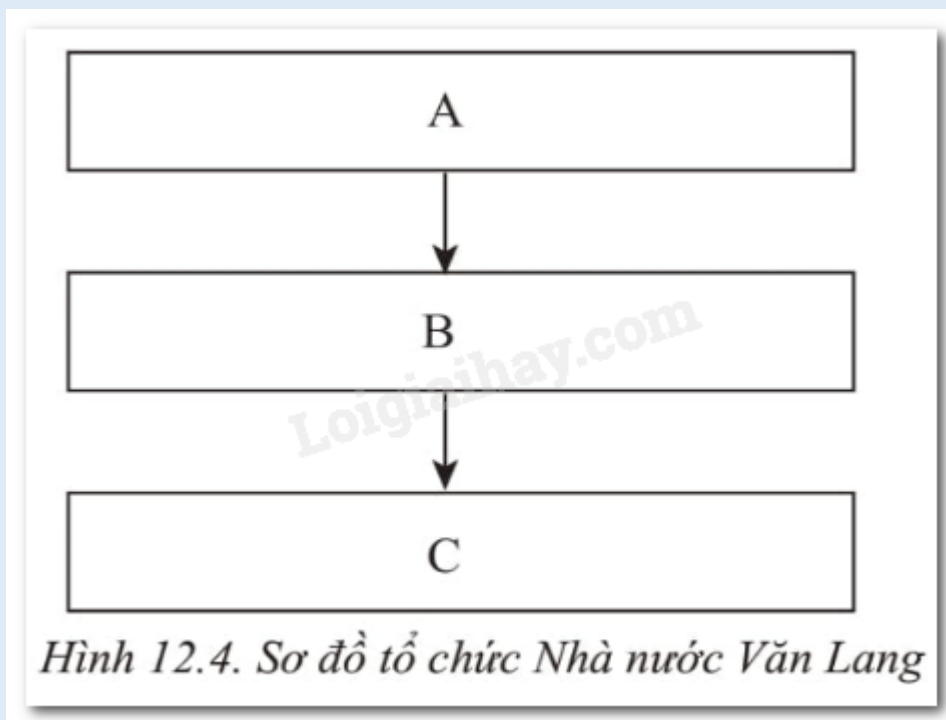 A
B
Loigiaihay.com
C
Hình 12.4. Sơ đồ tổ chức Nhà nước Văn Lang